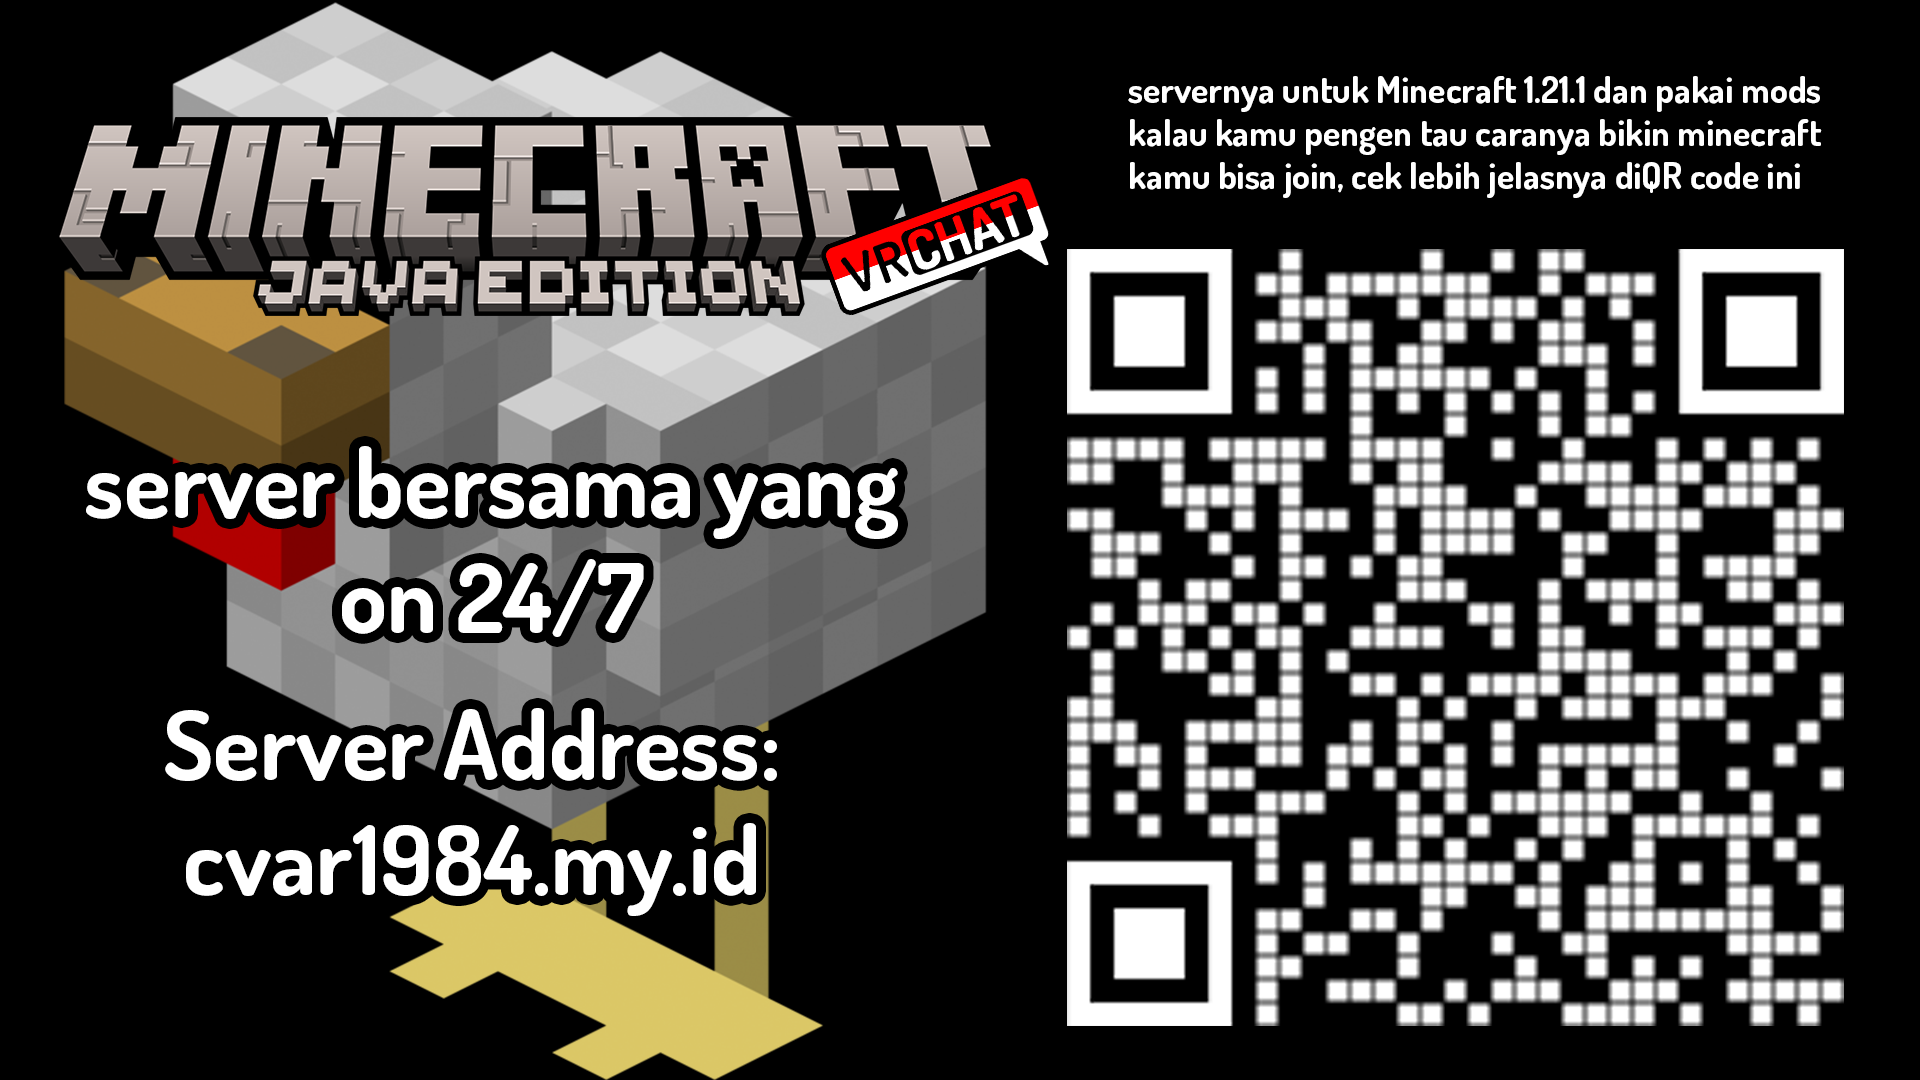 MINECRAFT
JAVA EDITION
VRCHAT
server bersama yang
on 24/7
Server Address:
cvar1984.my.id
servernya untuk Minecraft 1.21.1 dan pakai mods
kalau kamu pengen tau caranya bikin minecraft
kamu bisa join, cek lebih jelasnya diQR code ini